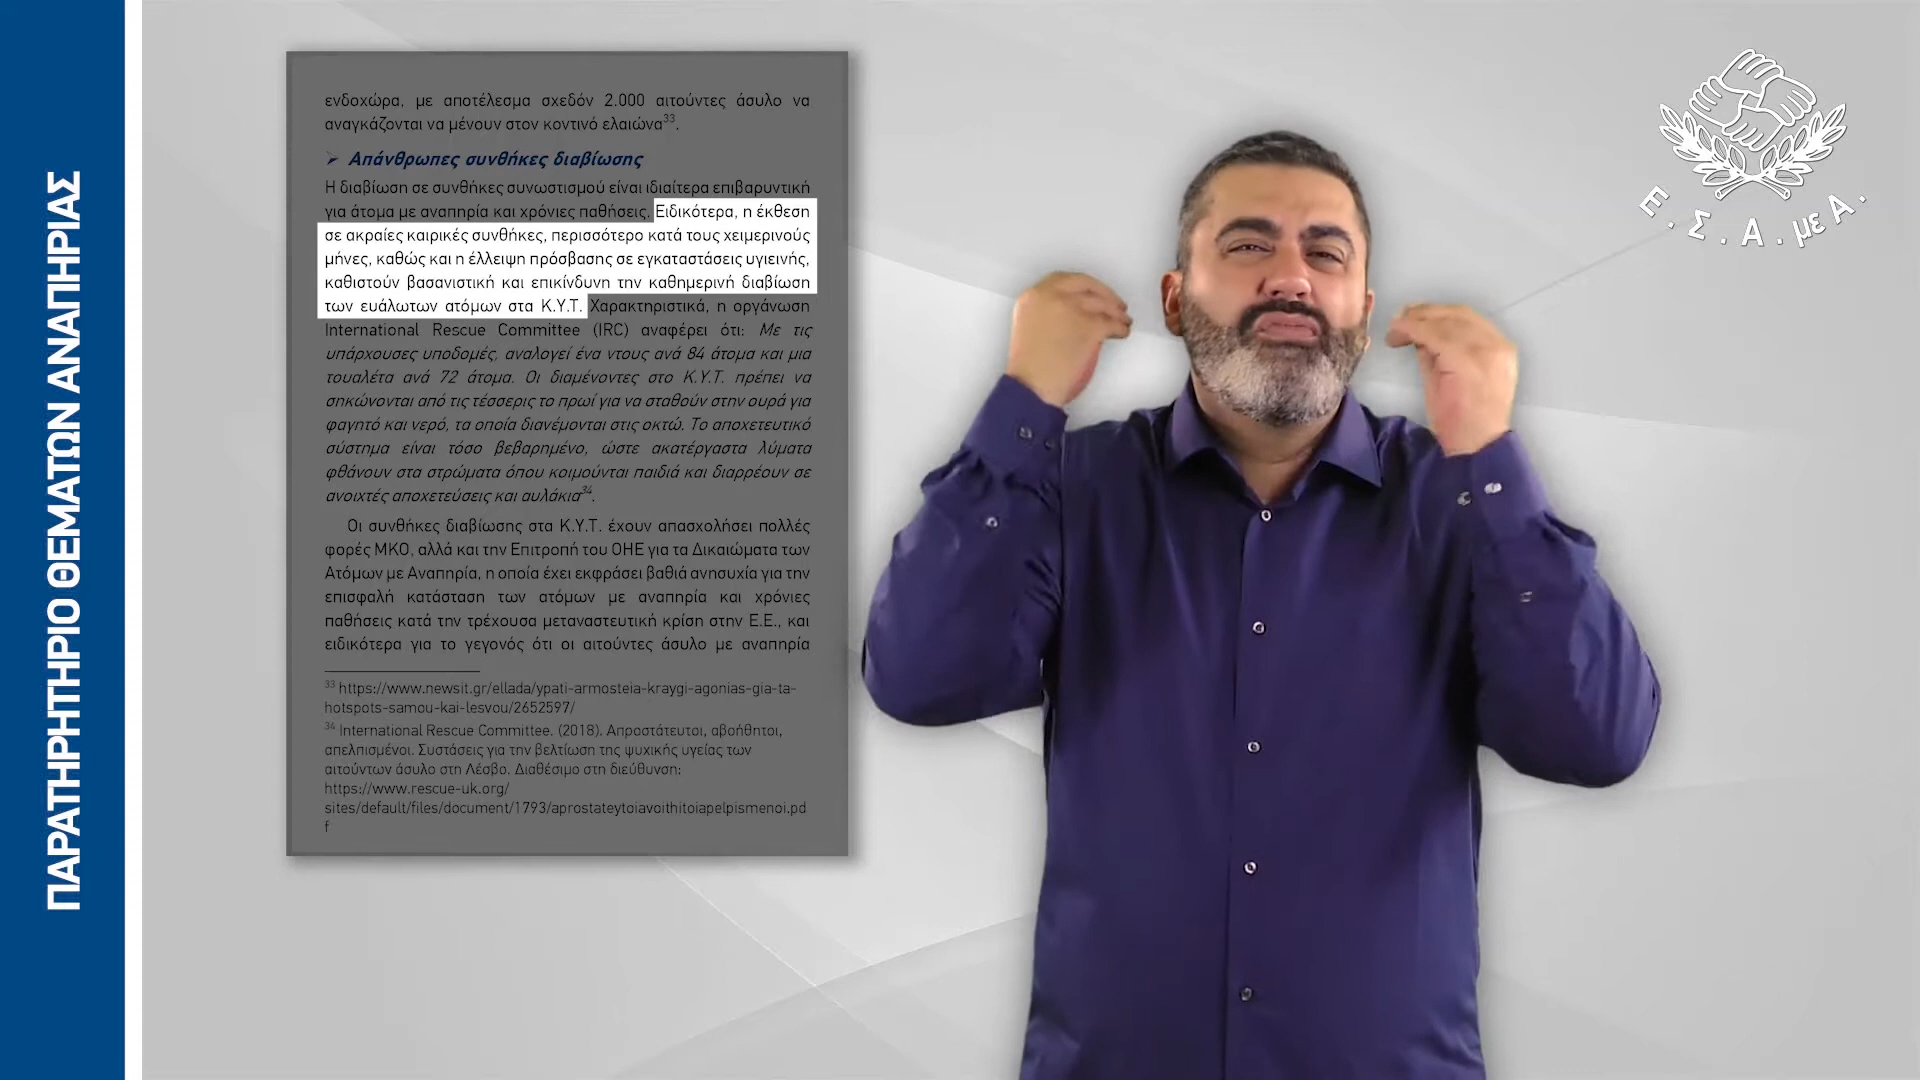 ΠΑΡΑΤΗΡΗΤΗΡΙΟ ΘΕΜΑΤΩΝ ΑΝΑΠΗΡΙΑΣ
ενδοχώρα, με αποτέλεσμα σχεδόν 2.000 αιτούντες άσυλο να
αναγκάζονται να μένουν στον κοντινό ελαιώνα33.
➢ Απάνθρωπες συνθήκες διαβίωσης
Η διαβίωση σε συνθήκες συνωστισμού είναι ιδιαίτερα επιβαρυντική
για άτομα με αναπηρία και χρόνιες παθήσεις. Ειδικότερα, η έκθεση
σε ακραίες καιρικές συνθήκες, περισσότερο κατά τους χειμερινούς
μήνες, καθώς και η έλλειψη πρόσβασης σε εγκαταστάσεις υγιεινής,
καθιστούν βασανιστική και επικίνδυνη την καθημερινή διαβίωση
των ευάλωτων ατόμων στα Κ.Υ.Τ. Χαρακτηριστικά, η οργάνωση
International Rescue Committee (IRC) αναφέρει ότι: Με τις
υπάρχουσες υποδομές, αναλογεί ένα ντους ανά 84 άτομα και μια
τουαλέτα ανά 72 άτομα. Οι διαμένοντες στο Κ.Υ.Τ. πρέπει να
σηκώνονται από τις τέσσερις το πρωί για να σταθούν στην ουρά για
φαγητό και νερό, τα οποία διανέμονται στις οκτώ. Το αποχετευτικό
σύστημα είναι τόσο βεβαρημένο, ώστε ακατέργαστα λύματα
φθάνουν στα στρώματα όπου κοιμούνται παιδιά και διαρρέουν σε
ανοιχτές αποχετεύσεις και αυλάκια34.
Οι συνθήκες διαβίωσης στα Κ.Υ.Τ. έχουν απασχολήσει πολλές
φορές ΜΚΟ, αλλά και την Επιτροπή του ΟΗΕ για τα Δικαιώματα των
Ατόμων με Αναπηρία, η οποία έχει εκφράσει βαθιά ανησυχία για την
επισφαλή κατάσταση των ατόμων με αναπηρία και χρόνιες
παθήσεις κατά την τρέχουσα μεταναστευτική κρίση στην Ε.Ε., και
ειδικότερα για το γεγονός ότι οι αιτούντες άσυλο με αναπηρία
33 https://www.newsit.gr/ellada/ypati-armosteia-kraygi-agonias-gia-ta-
hotspots-samou-kai-lesvou/2652597/
34 International Rescue Committee. (2018). Απροστάτευτοι, αβοήθητοι,
απελπισμένοι. Συστάσεις για την βελτίωση της ψυχικής υγείας των
αιτούντων άσυλο στη Λέσβο. Διαθέσιμο στη διεύθυνση:
https://www.rescue-uk.org/
sites/default/files/document/1793/aprostateytoiavoithitoiapelpismenoi.pd
f
Ε.Σ.Α.μεΑ.